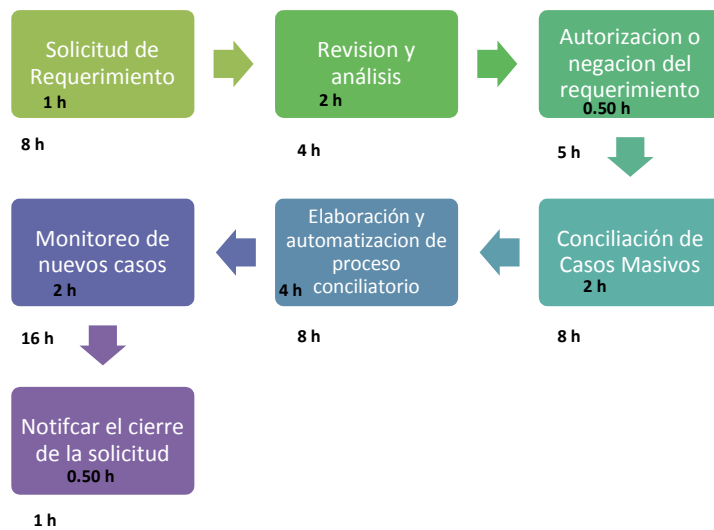 Solicitud de
Requerimiento
1 h
8 h
Revision y
análisis
2 h
4 h
Autorizacion o
negacion del
requerimiento
0.50 h
5 h
Conciliación de
Casos Masivos
2 h
8 h
Elaboración y
automatizacion de
proceso
conciliatorio
4 h
8 h
Monitoreo de
nuevos casos
2 h
16 h
Notifcar el cierre
de la solicitud
0.50 h
1 h